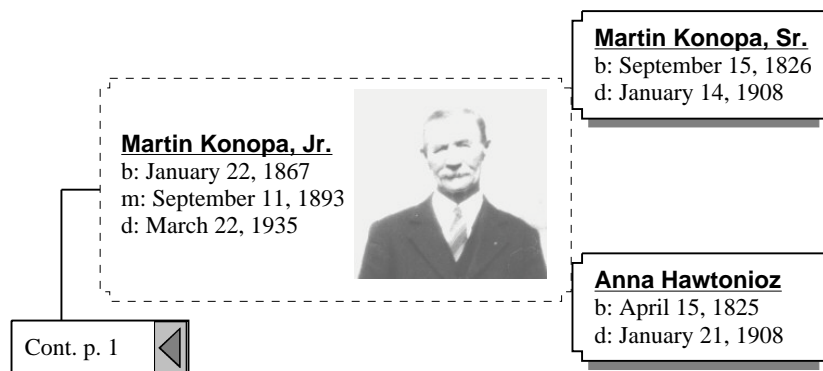 Martin Konopa, Sr.
b: September 15, 1826
d: January 14, 1908
Martin Konopa, Jr.
b: January 22, 1867
m: September 11, 1893
d: March 22, 1935
Anna Hawtonioz
b: April 15, 1825
d: January 21, 1908
Cont. p. 1